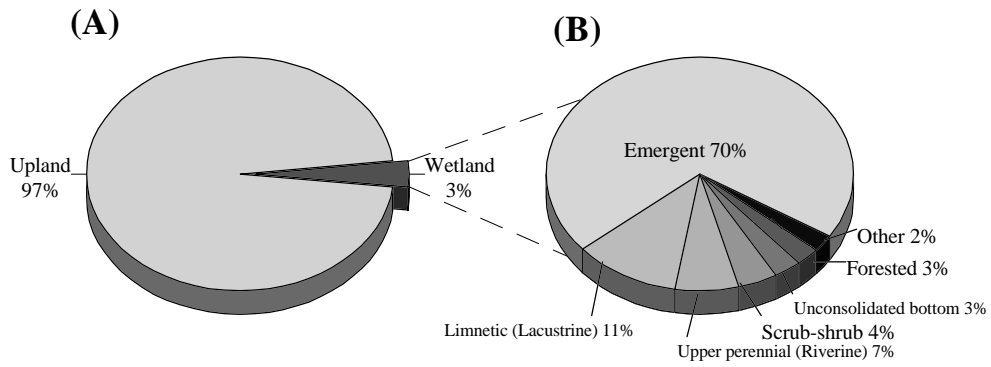 (A)
(B)
Upland
97%
Wetland
3%
Emergent 70%
Other 2%
Forested 3%
Unconsolidated bottom 3%
Scrub-shrub 4%
Upper perennial (Riverine) 7%
Limnetic (Lacustrine) 11%